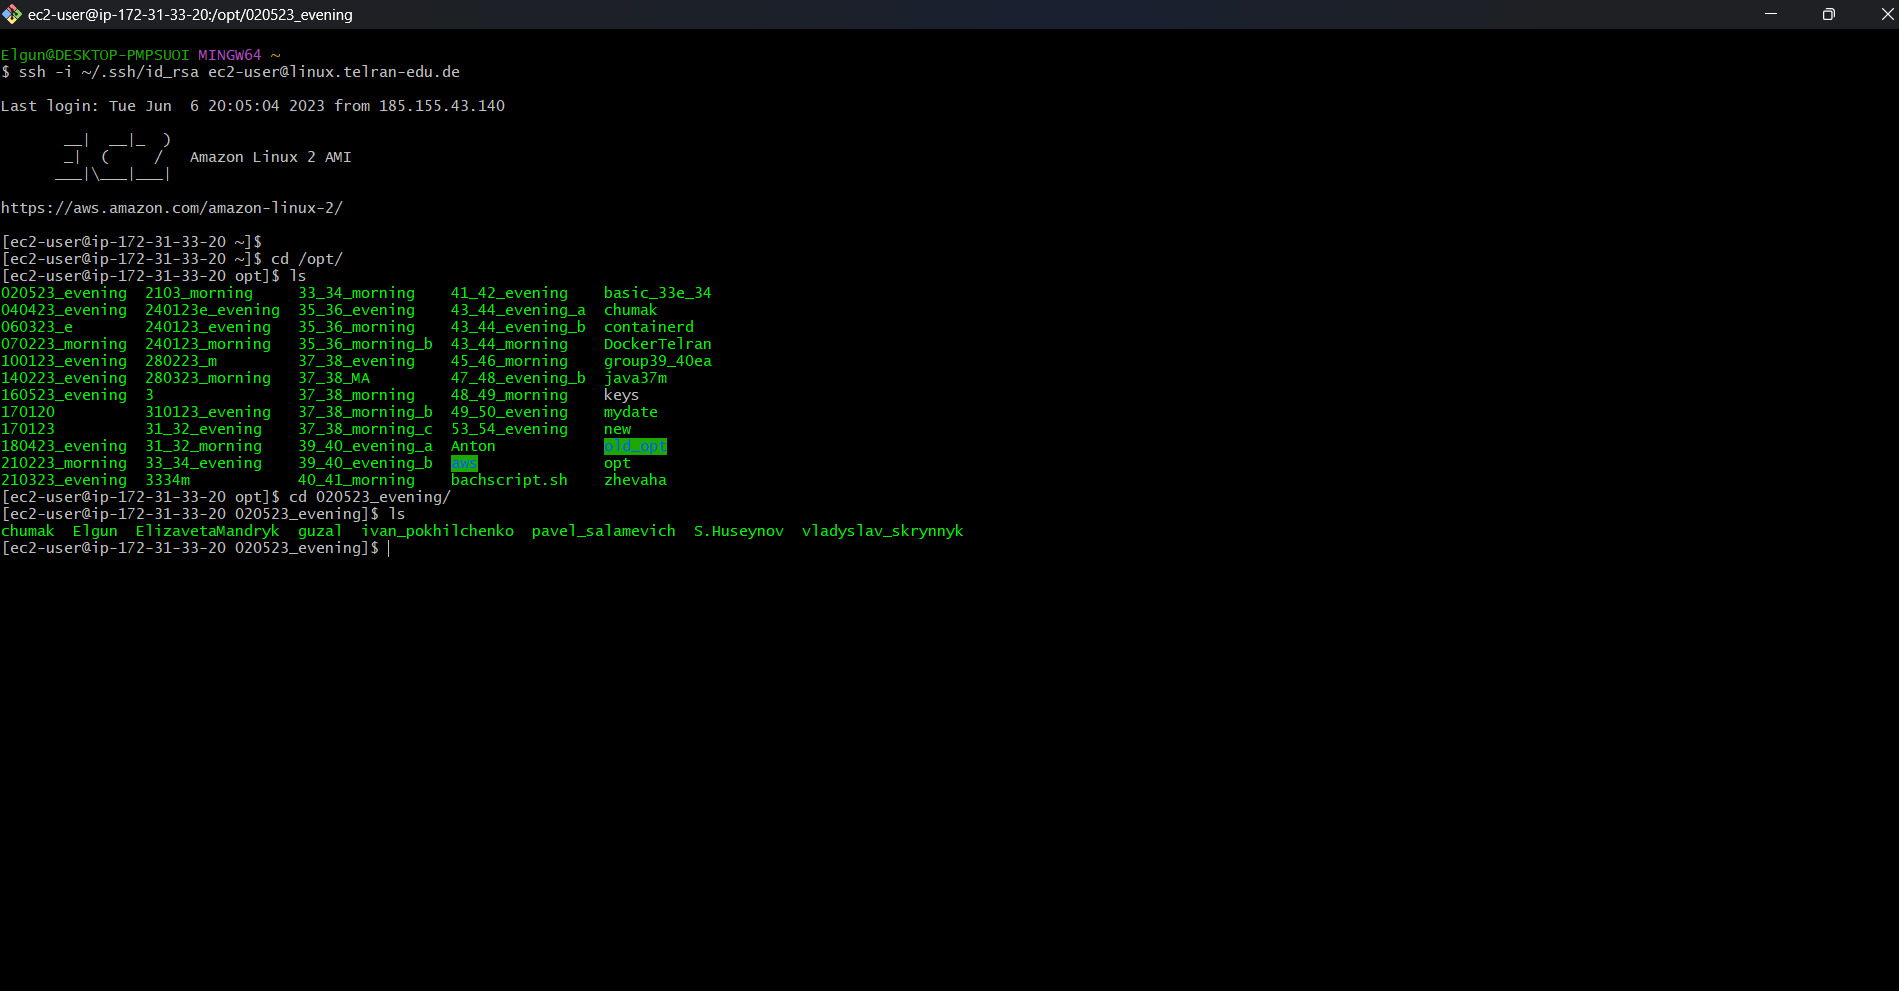 ec2-user@ip-172-31-33-20:/opt/020523_evening
Elgun@DESKTOP-PMPSUOI MINGW64 ~
$ ssh -i ~/.ssh/id_rsa ec2-user@linux.telran-edu.de
Last login: Tue Jun  6 20:05:04 2023 from 185.155.43.140
       __|  __|_  )
       _|  (     /   Amazon Linux 2 AMI
      ___|\___|___|
https://aws.amazon.com/amazon-linux-2/
[ec2-user@ip-172-31-33-20 ~]$
[ec2-user@ip-172-31-33-20 ~]$ cd /opt/
[ec2-user@ip-172-31-33-20 opt]$ ls
020523_evening  2103_morning     33_34_morning    41_42_evening    basic_33e_34
040423_evening  240123e_evening  35_36_evening    43_44_evening_a  chumak
060323_e        240123_evening   35_36_morning    43_44_evening_b  containerd
070223_morning  240123_morning   35_36_morning_b  43_44_morning    DockerTelran
100123_evening  280223_m         37_38_evening    45_46_morning    group39_40ea
140223_evening  280323_morning   37_38_MA         47_48_evening_b  java37m
160523_evening  3                37_38_morning    48_49_morning    keys
170120          310123_evening   37_38_morning_b  49_50_evening    mydate
170123          31_32_evening    37_38_morning_c  53_54_evening    new
180423_evening  31_32_morning    39_40_evening_a  Anton            old_opt
210223_morning  33_34_evening    39_40_evening_b  aws              opt
210323_evening  3334m            40_41_morning    bachscript.sh    zhevaha
[ec2-user@ip-172-31-33-20 opt]$ cd 020523_evening/
[ec2-user@ip-172-31-33-20 020523_evening]$ ls
chumak  Elgun  ElizavetaMandryk  guzal  ivan_pokhilchenko  pavel_salamevich  S.Huseynov  vladyslav_skrynnyk
[ec2-user@ip-172-31-33-20 020523_evening]$